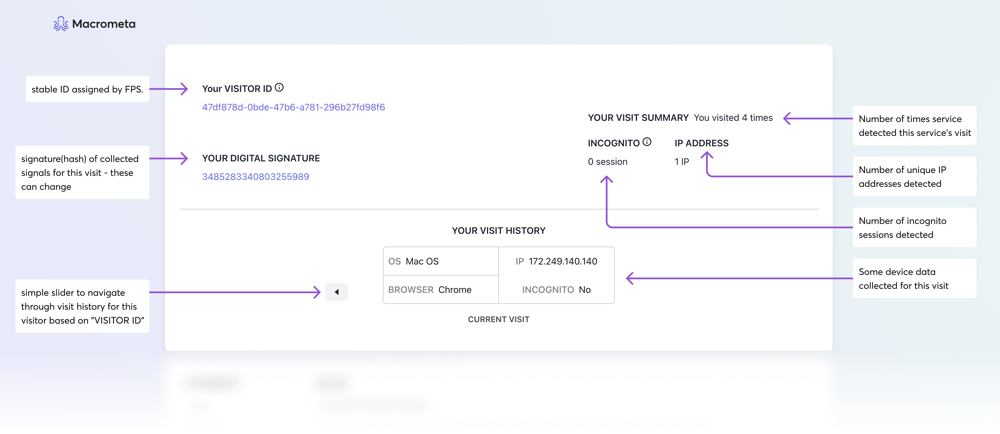 Macrometa
stable ID assigned by FPS.
Your VISITOR ID
47df878d-0bde-47b6-a781-296b27fd98f6
YOUR VISIT SUMMARY You visited 4 times
Number of times service
detected this service's visit
INCOGNITO
IP ADDRESS
0 session
1 IP
signature(hash) of collected
signals for this visit - these
can change
YOUR DIGITAL SIGNATURE
3485283340803255989
Number of unique IP
addresses detected
Number of incognito
sessions detected
YOUR VISIT HISTORY
OS Mac OS
IP 172.249.140.140
BROWSER Chrome
INCOGNITO No
Some device data
collected for this visit
simple slider to navigate
through visit history for this
visitor based on "VISITOR ID"
CURRENT VISIT